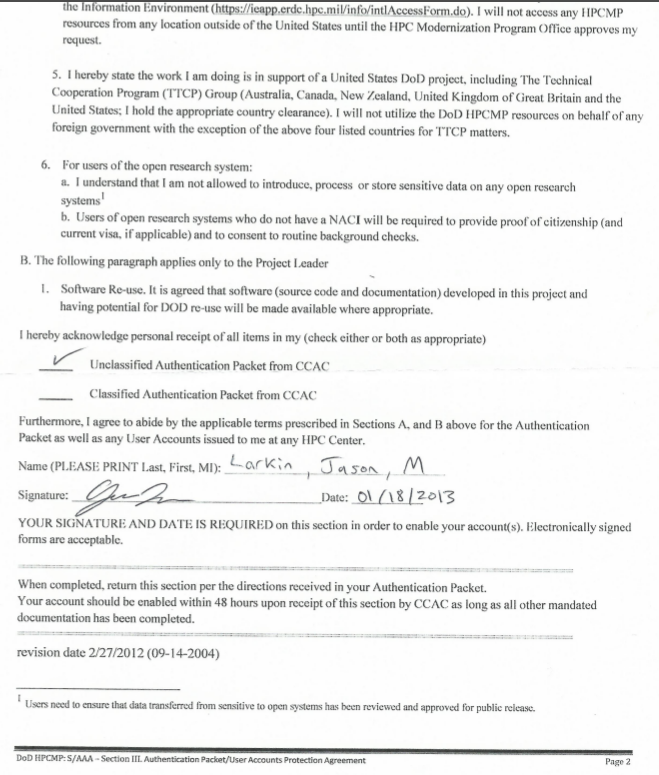 the Information Environment (https://ieapp.erdc.hpc.mil/info/intlAccessForm.do). I will not access any HPCMP
resources from any location outside of the United States until the HPC Modernization Program Office approves my
request.
5. I hereby state the work I am doing is in support of a United States DoD project, including The Technical
Cooperation Program (TTCP) Group (Australia, Canada, New Zealand, United Kingdom of Great Britain and the
United States; I hold the appropriate country clearance). I will not utilize the DoD HPCMP resources on behalf of any
foreign government with the exception of the above four listed countries for TTCP matters.
6. For users of the open research system:
a. I understand that I am not allowed to introduce, process or store sensitive data on any open research
systems1
b. Users of open research systems who do not have a NACI will be required to provide proof of citizenship (and
current visa, if applicable) and to consent to routine background checks.
B. The following paragraph applies only to the Project Leader
1. Software Re-use. It is agreed that software (source code and documentation) developed in this project and
having potential for DOD re-use will be made available where appropriate.
I hereby acknowledge personal receipt of all items in my (check either or both as appropriate)
Unclassified Authentication Packet from CCAC
Classified Authentication Packet from CCAC
Furthermore, I agree to abide by the applicable terms prescribed in Sections A, and B above for the Authentication
Packet as well as any User Accounts issued to me at any HPC Center.
Name (PLEASE PRINT Last, First, MI): Larkin, Jason, M
Signature: Date: 01/18/2013
YOUR SIGNATURE AND DATE IS REQUIRED on this section in order to enable your account(s). Electronically signed
forms are acceptable.
When completed, return this section per the directions received in your Authentication Packet.
Your account should be enabled within 48 hours upon receipt of this section by CCAC as long as all other mandated
documentation has been completed.
revision date 2/27/2012 (09-14-2004)
1 Users need to ensure that data transferred from sensitive to open systems has been reviewed and approved for public release.
DoD HPCMP: S/AAA – Section III. Authentication Packet/User Accounts Protection Agreement Page 2